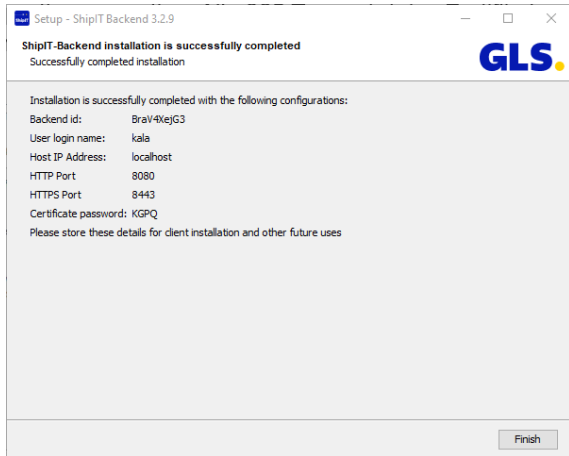 Setup - ShipIT Backend 3.2.9
ShipIT-Backend installation is successfully completed
Successfully completed installation
GLS.
Installation is successfully completed with the following configurations:
Backend id: BraV4XejG3
User login name: kala
Host IP Address: localhost
HTTP Port 8080
HTTPS Port 8443
Certificate password: KGPQ
Please store these details for client installation and other future uses
Finish